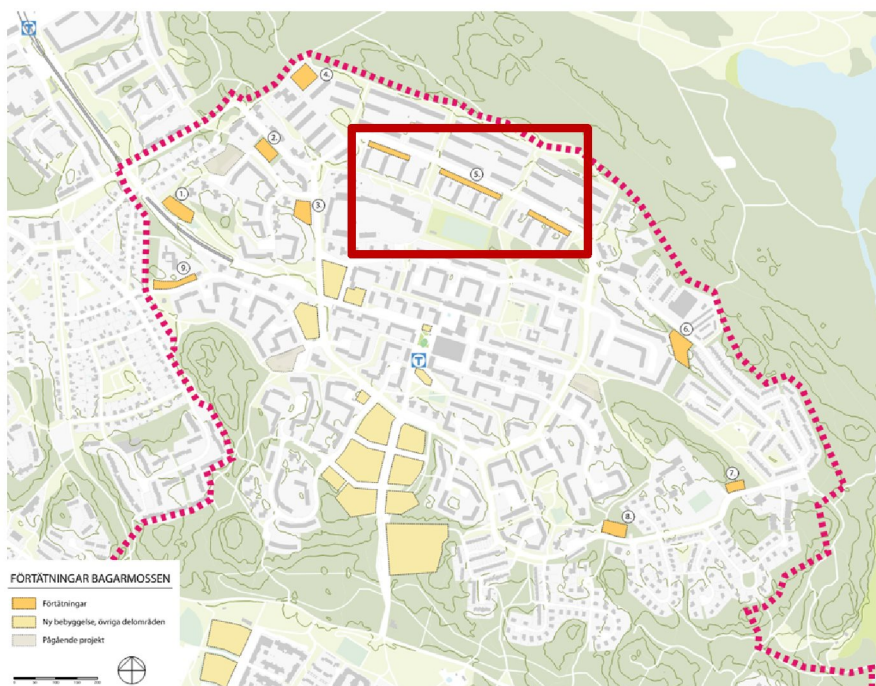 T
4.
2.
5.
1.
3.
9.
6.
T
7.
8.
FÖRTÄTNINGAR BAGARMOSSEN
Förtätningar
Ny bebyggelse, övriga delområden
Pågående projekt